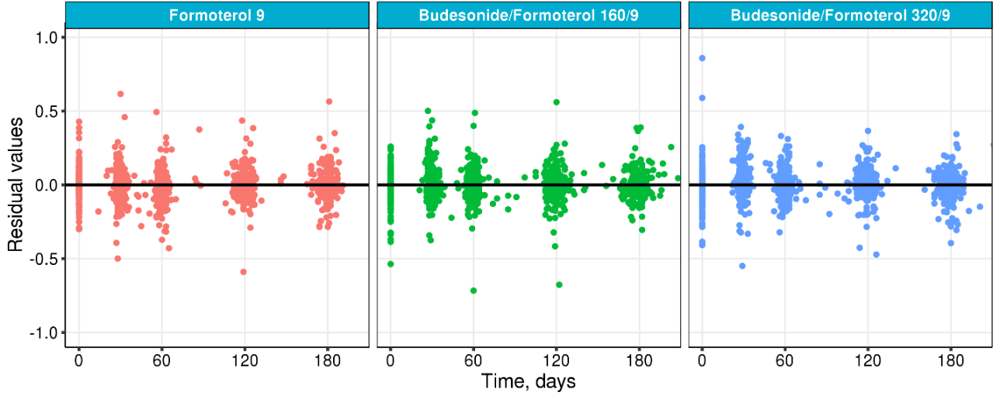 Formoterol 9
Budesonide/Formoterol 160/9
Budesonide/Formoterol 320/9
Residual values
1.0
0.5
0.0
-0.5
-1.0
0 60 120 180
0 60 120 180
0 60 120 180
Time, days